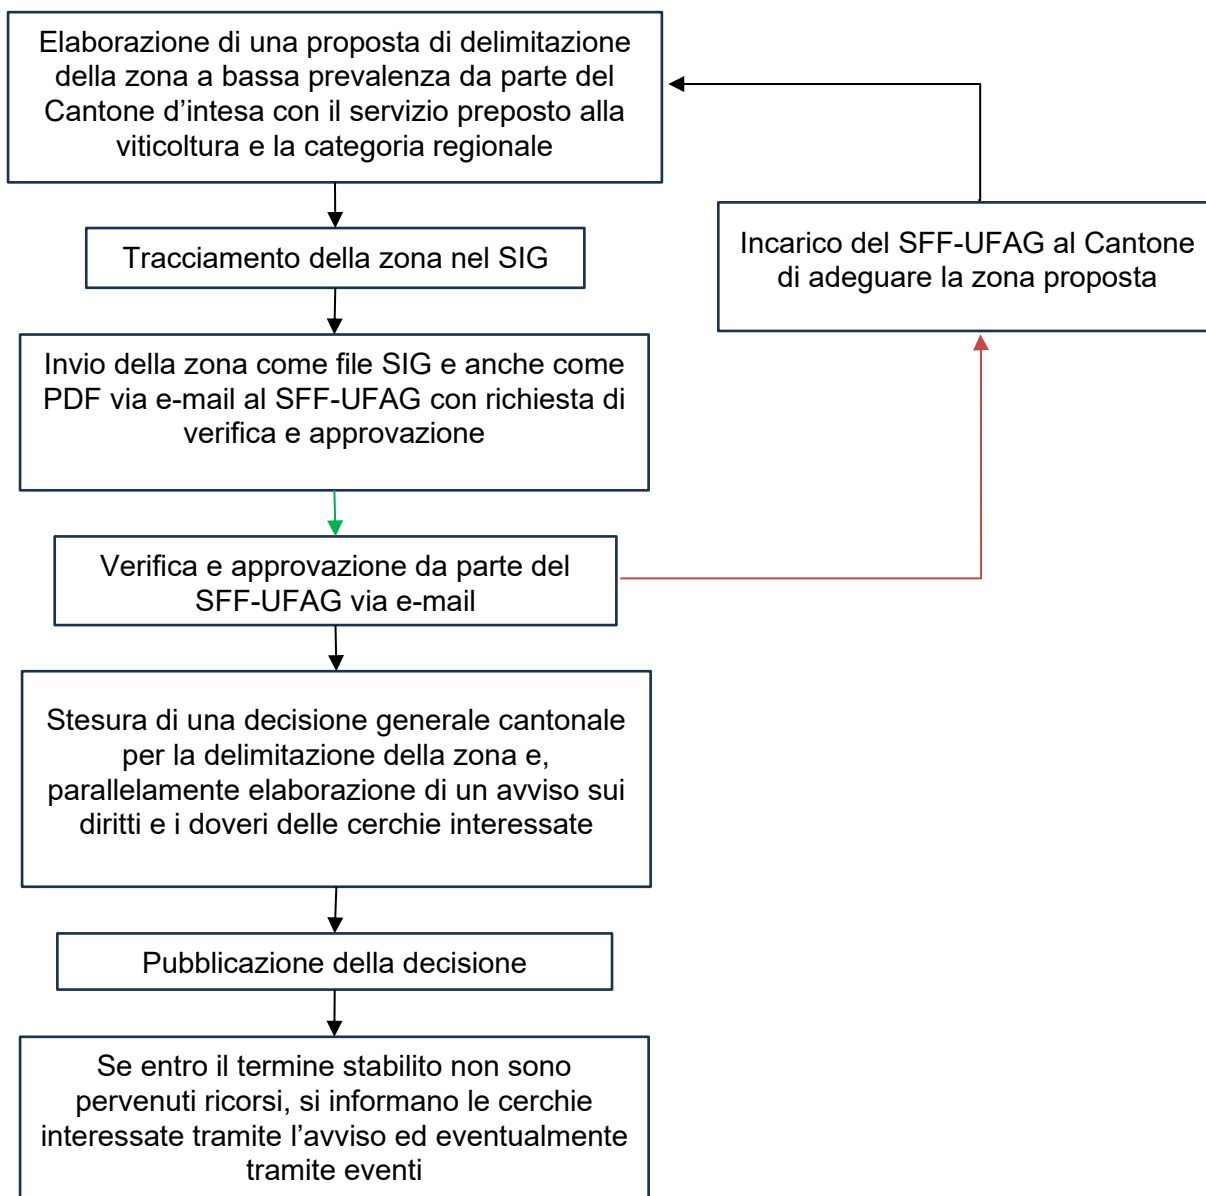 Elaborazione di una proposta di delimitazione
della zona a bassa prevalenza da parte del
Cantone d’intesa con il servizio preposto alla
viticoltura e la categoria regionale
Tracciamento della zona nel SIG
Incarico del SFF-UFAG al Cantone
di adeguare la zona proposta
Invio della zona come file SIG e anche come
PDF via e-mail al SFF-UFAG con richiesta di
verifica e approvazione
Verifica e approvazione da parte del
SFF-UFAG via e-mail
Stesura di una decisione generale cantonale
per la delimitazione della zona e,
parallelamente elaborazione di un avviso sui
diritti e i doveri delle cerchie interessate
Pubblicazione della decisione
Se entro il termine stabilito non sono
pervenuti ricorsi, si informano le cerchie
interessate tramite l’avviso ed eventualmente
tramite eventi